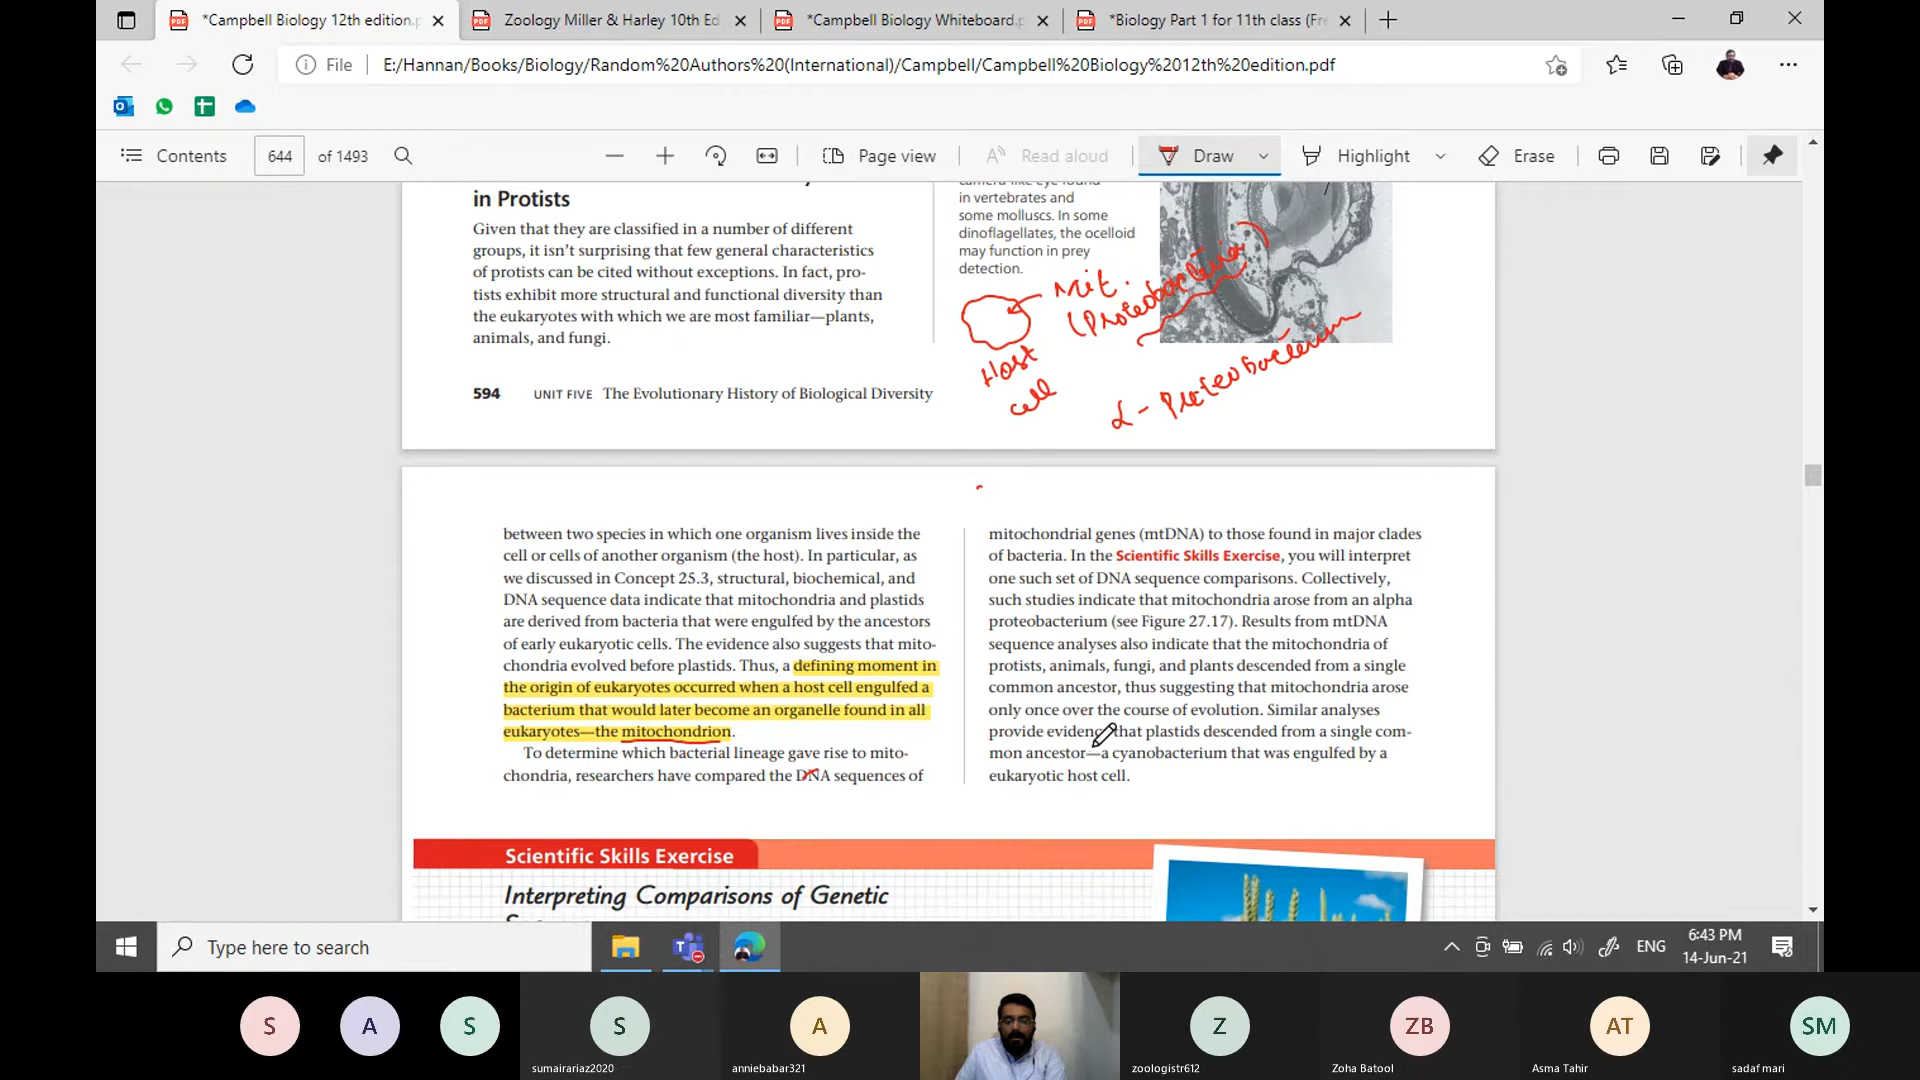 *Campbell Biology 12th edition.p
Zoology Miller & Harley 10th Ed
*Campbell Biology Whiteboard.p
*Biology Part 1 for 11th class (Fre
File
E:/Hannan/Books/Biology/Random%20Authors%20(International)/Campbell/Campbell%20Biology%2012th%20edition.pdf
Contents
644
of 1493
Page view
Read aloud
Draw
Highlight
Erase
in Protists
Given that they are classified in a number of different
groups, it isn't surprising that few general characteristics
of protists can be cited without exceptions. In fact, pro-
tists exhibit more structural and functional diversity than
the eukaryotes with which we are most familiar—plants,
animals, and fungi.
594 UNIT FIVE The Evolutionary History of Biological Diversity
camera-like eye found
in vertebrates and
some molluscs. In some
dinoflagellates, the ocelloid
may function in prey
detection.
Mit.
(Proteobacteria)
Host
cell
α - Proteobacterium
between two species in which one organism lives inside the
cell or cells of another organism (the host). In particular, as
we discussed in Concept 25.3, structural, biochemical, and
DNA sequence data indicate that mitochondria and plastids
are derived from bacteria that were engulfed by the ancestors
of early eukaryotic cells. The evidence also suggests that mito-
chondria evolved before plastids. Thus, a defining moment in
the origin of eukaryotes occurred when a host cell engulfed a
bacterium that would later become an organelle found in all
eukaryotes—the mitochondrion.
To determine which bacterial lineage gave rise to mito-
chondria, researchers have compared the DNA sequences of
mitochondrial genes (mtDNA) to those found in major clades
of bacteria. In the Scientific Skills Exercise, you will interpret
one such set of DNA sequence comparisons. Collectively,
such studies indicate that mitochondria arose from an alpha
proteobacterium (see Figure 27.17). Results from mtDNA
sequence analyses also indicate that the mitochondria of
protists, animals, fungi, and plants descended from a single
common ancestor, thus suggesting that mitochondria arose
only once over the course of evolution. Similar analyses
provide evidence that plastids descended from a single com-
mon ancestor—a cyanobacterium that was engulfed by a
eukaryotic host cell.
Scientific Skills Exercise
Interpreting Comparisons of Genetic
Type here to search
ENG
6:43 PM
14-Jun-21
S
A
S
S
A
Z
ZB
AT
SM
sumairariaz2020
anniebabar321
zoologistr612
Zoha Batool
Asma Tahir
sadaf mari